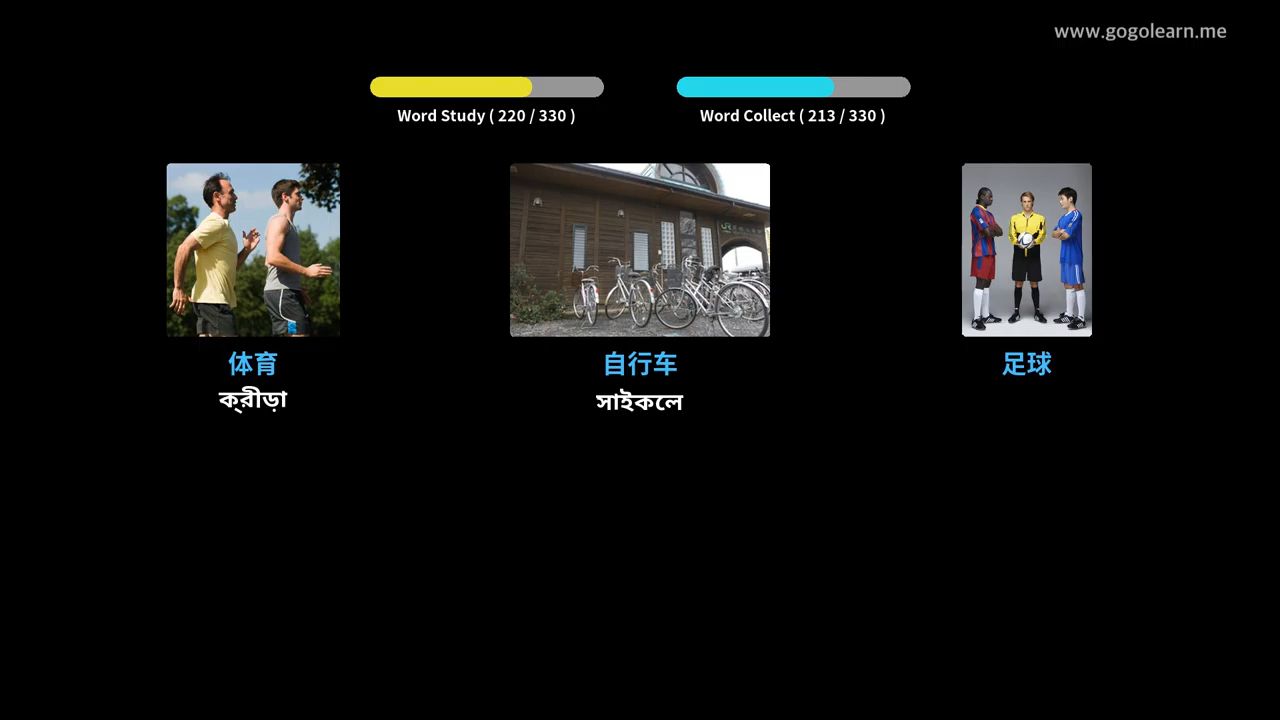 www.gogolearn.me
Word Study ( 220 / 330 )
Word Collect ( 213 / 330 )
JR
体育
自行车
足球
ক্‌রীড়া
সাইকলে